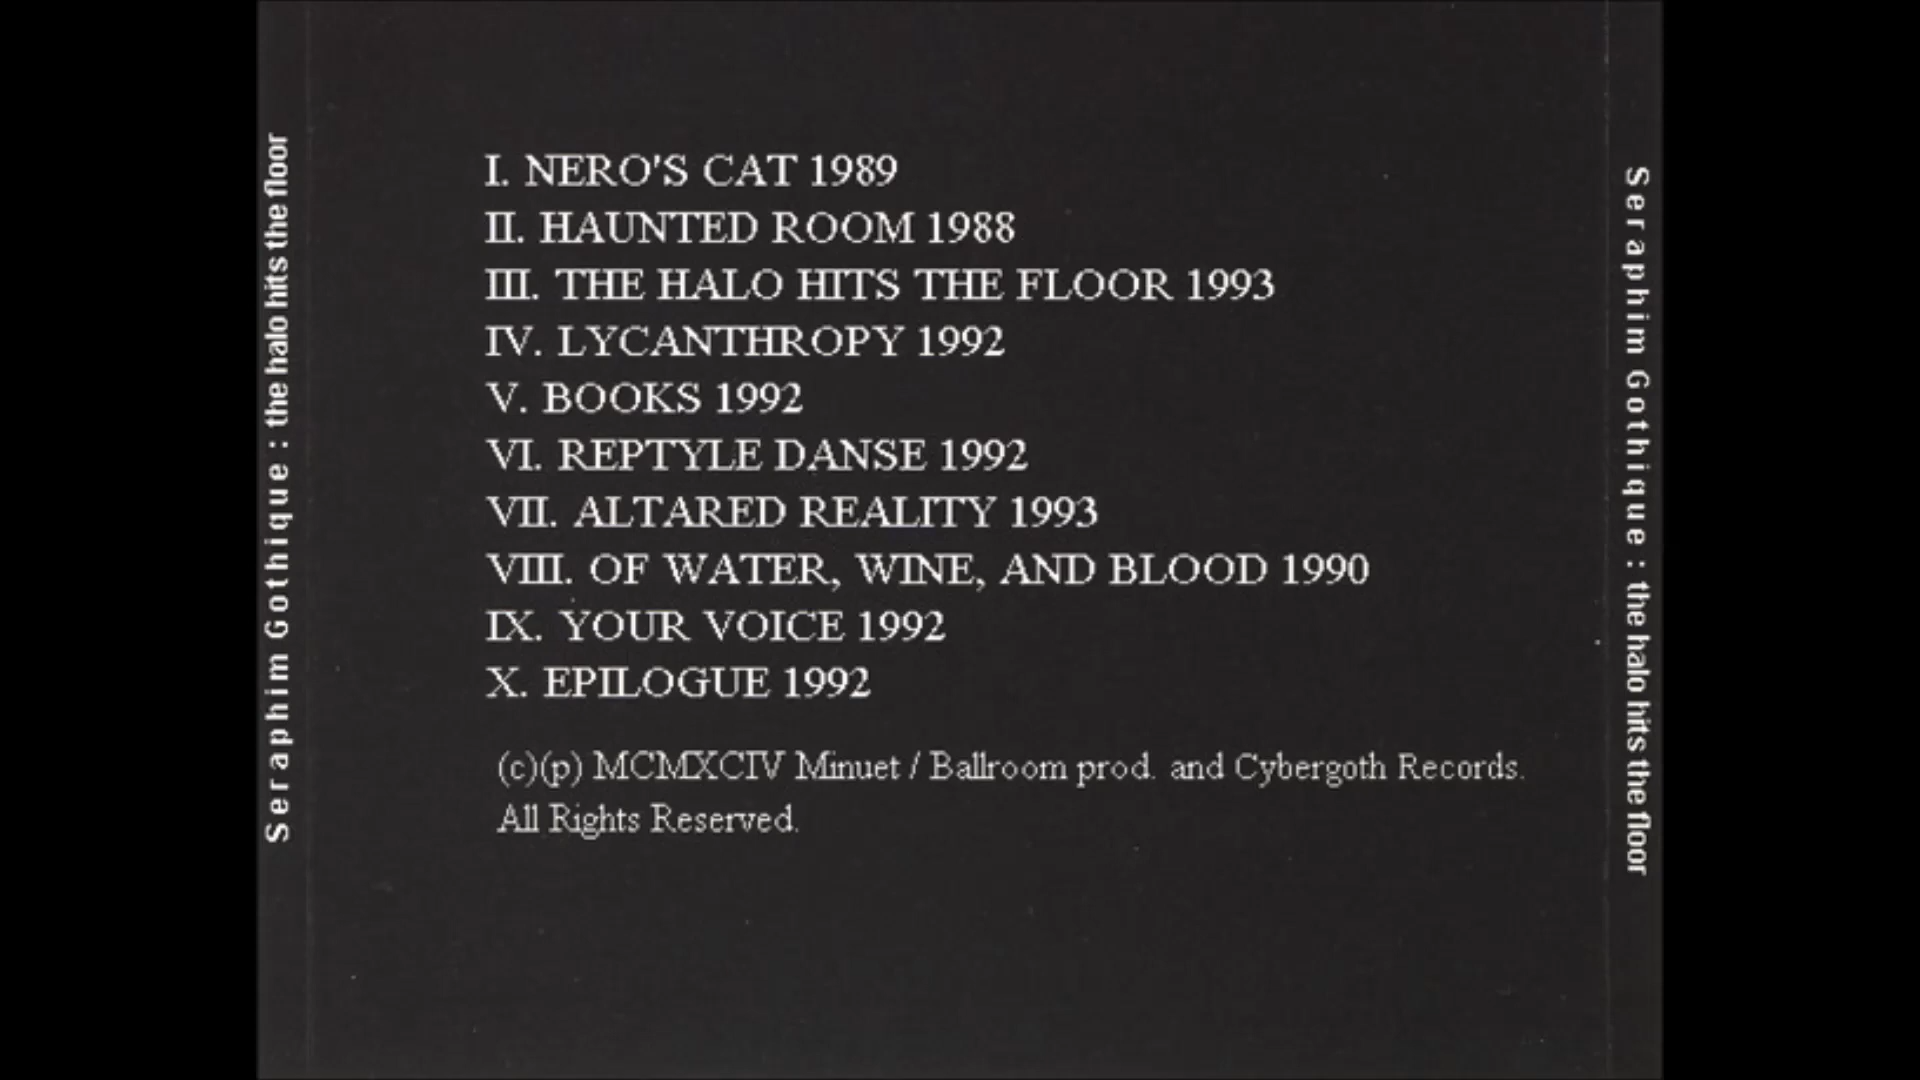 Seraphim Gothique : the halo hits the floor
I. NERO'S CAT 1989
II. HAUNTED ROOM 1988
III. THE HALO HITS THE FLOOR 1993
IV. LYCANTHROPY 1992
V. BOOKS 1992
VI. REPTYLE DANSE 1992
VII. ALTARED REALITY 1993
VIII. OF WATER, WINE, AND BLOOD 1990
IX. YOUR VOICE 1992
X. EPILOGUE 1992
(c)(p) MCMXCIV Minuet / Ballroom prod. and Cybergoth Records.
All Rights Reserved.
Seraphim Gothique : the halo hits the floor